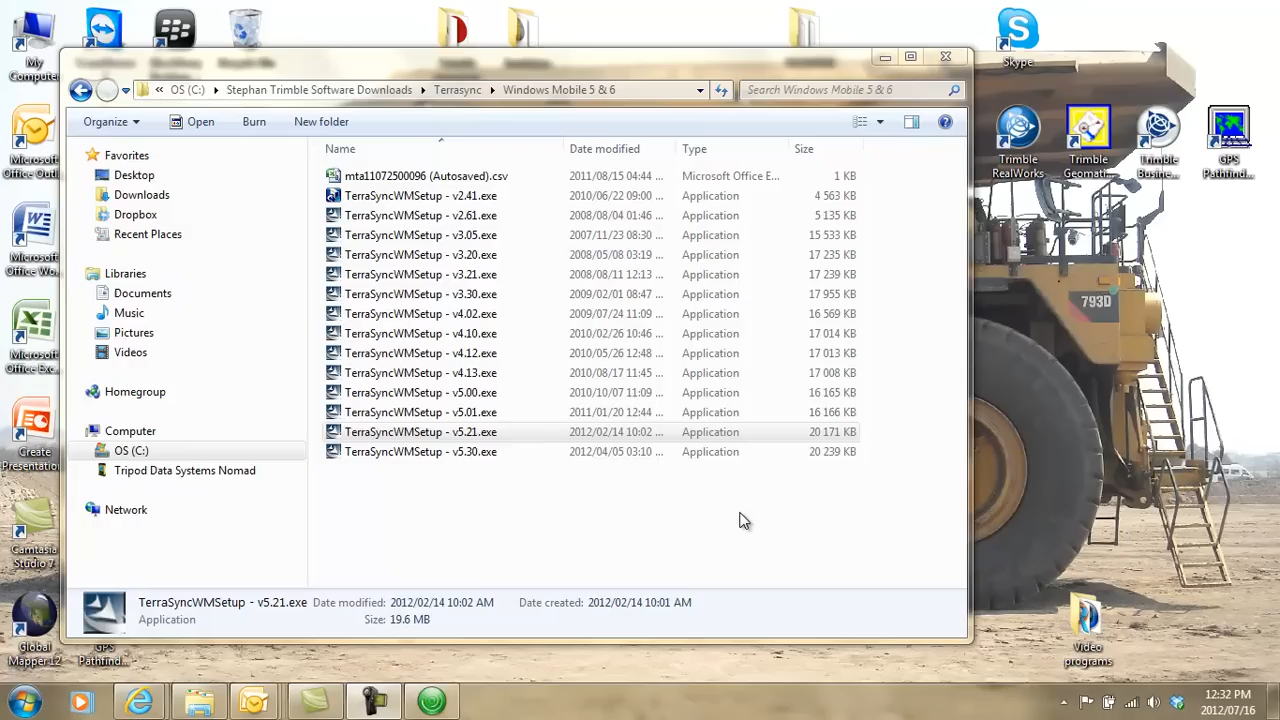 My
Computer
Skype
« OS (C:) Stephan Trimble Software Downloads Terrasync Windows Mobile 5 & 6
Search Windows Mobile 5 & 6
Organize Open Burn New folder
Name Date modified Type Size
Favorites
Desktop
Downloads
Dropbox
Recent Places
Libraries
Documents
Music
Pictures
Videos
Homegroup
Computer
OS (C:)
Tripod Data Systems Nomad
Network
mta11072500096 (Autosaved).csv 2011/08/15 04:44 ... Microsoft Office E... 1 KB
TerraSyncWMSetup - v2.41.exe 2010/06/22 09:00 ... Application 4 563 KB
TerraSyncWMSetup - v2.61.exe 2008/08/04 01:46 ... Application 5 135 KB
TerraSyncWMSetup - v3.05.exe 2007/11/23 08:30 ... Application 15 533 KB
TerraSyncWMSetup - v3.20.exe 2008/05/08 03:19 ... Application 17 235 KB
TerraSyncWMSetup - v3.21.exe 2008/08/11 12:13 ... Application 17 239 KB
TerraSyncWMSetup - v3.30.exe 2009/02/01 08:47 ... Application 17 955 KB
TerraSyncWMSetup - v4.02.exe 2009/07/24 11:09 ... Application 16 569 KB
TerraSyncWMSetup - v4.10.exe 2010/02/26 10:46 ... Application 17 014 KB
TerraSyncWMSetup - v4.12.exe 2010/05/26 12:48 ... Application 17 013 KB
TerraSyncWMSetup - v4.13.exe 2010/08/17 11:45 ... Application 17 008 KB
TerraSyncWMSetup - v5.00.exe 2010/10/07 11:09 ... Application 16 165 KB
TerraSyncWMSetup - v5.01.exe 2011/01/20 12:44 ... Application 16 166 KB
TerraSyncWMSetup - v5.21.exe 2012/02/14 10:02 ... Application 20 171 KB
TerraSyncWMSetup - v5.30.exe 2012/04/05 03:10 ... Application 20 239 KB
TerraSyncWMSetup - v5.21.exe Date modified: 2012/02/14 10:02 AM Date created: 2012/02/14 10:01 AM
Application Size: 19.6 MB
Microsoft
Office Outl
Microsoft
Office Wo
Microsoft
Office Exc
Create
Presentatio
Camtasia
Studio 7
Global
Mapper 12
GPS
Pathfind...
Trimble
RealWorks
Trimble
Geomati...
Trimble
Busine...
GPS
Pathfind...
793D
Video
programs
12:32 PM
2012/07/16